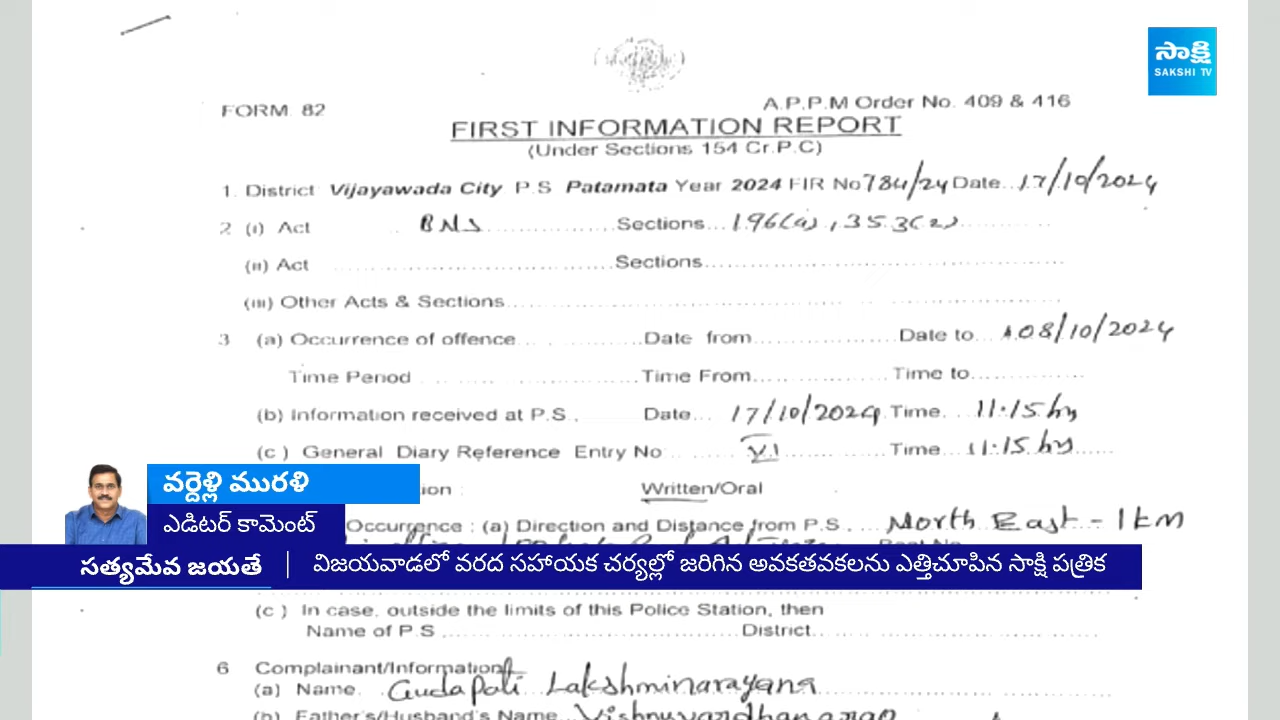 సాక్షి
SAKSHI TV
FORM 82
A.P.P.M Order No. 409 & 416
FIRST INFORMATION REPORT
(Under Sections 154 Cr.P.C)
1. District Vijayawada City P.S Patamata Year 2024 FIR No 784/24 Date... 17/10/2024
2 (i) Act BNS Sections... 196(a), 353(2)
(ii) Act Sections
(iii) Other Acts & Sections
3 (a) Occurrence of offence Date from Date to 08/10/2024
Time Period Time From Time to
(b) Information received at P.S., Date... 17/10/2024 Time. 11.15 hrs
(c) General Diary Reference Entry No VI Time 11.15 hrs
వర్దెళ్లి మురళి
ion : Written/Oral
ఎడిటర్ కామెంట్
Occurrence : (a) Direction and Distance from P.S. North East - 1 km
సత్యమేవ జయతే | విజయవాడలో వరద సహాయక చర్యల్లో జరిగిన అవకతవకలను ఎత్తిచూపిన సాక్షి పత్రిక
(c) In case, outside the limits of this Police Station, then
Name of P.S District
6 Complainant/Information
(a) Name. Gudapati Lakshminarayana
(b) Father's/Husband's Name Vishnuvardhanarao